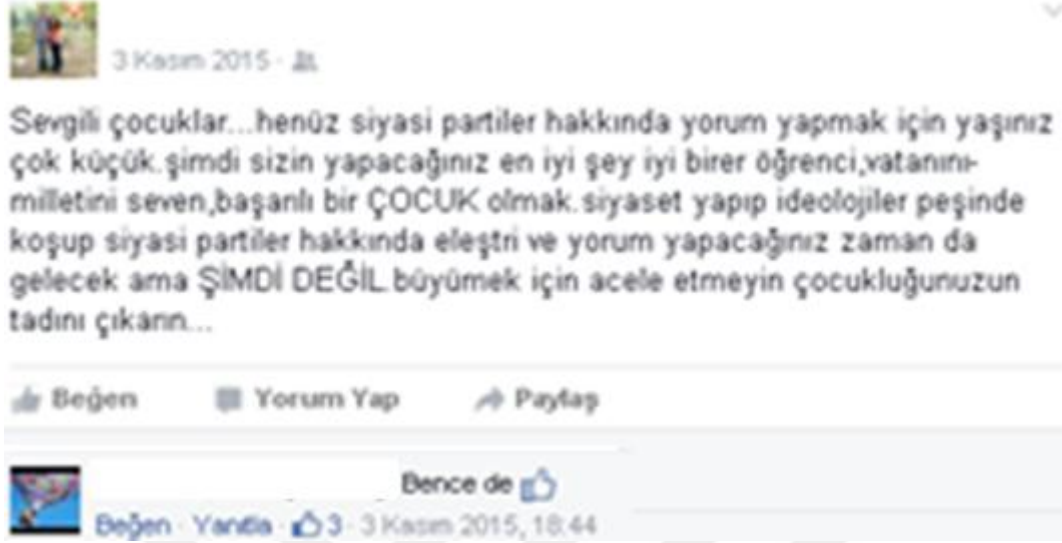 3 Kasım 2015 ·
Sevgili çocuklar...henüz siyasi partiler hakkında yorum yapmak için yaşınız
çok küçük.şimdi sizin yapacağınız en iyi şey iyi birer öğrenci,vatanını-
milletini seven,başarılı bir ÇOCUK olmak.siyaset yapıp ideolojiler peşinde
koşup siyasi partiler hakkında eleştri ve yorum yapacağınız zaman da
gelecek ama ŞİMDİ DEĞİL.büyümek için acele etmeyin çocukluğunuzun
tadını çıkarın...
Beğen Yorum Yap Paylaş
Bence de
Beğen · Yanıtla · 3 · 3 Kasım 2015, 18:44